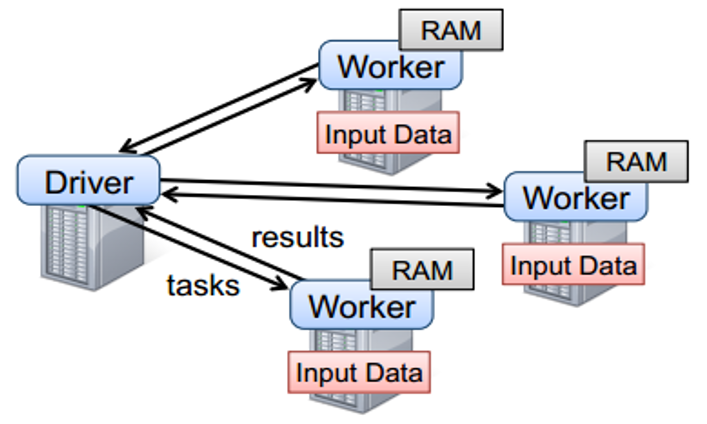 RAM
Worker
Input Data
Driver
RAM
Worker
Input Data
results
tasks
RAM
Worker
Input Data